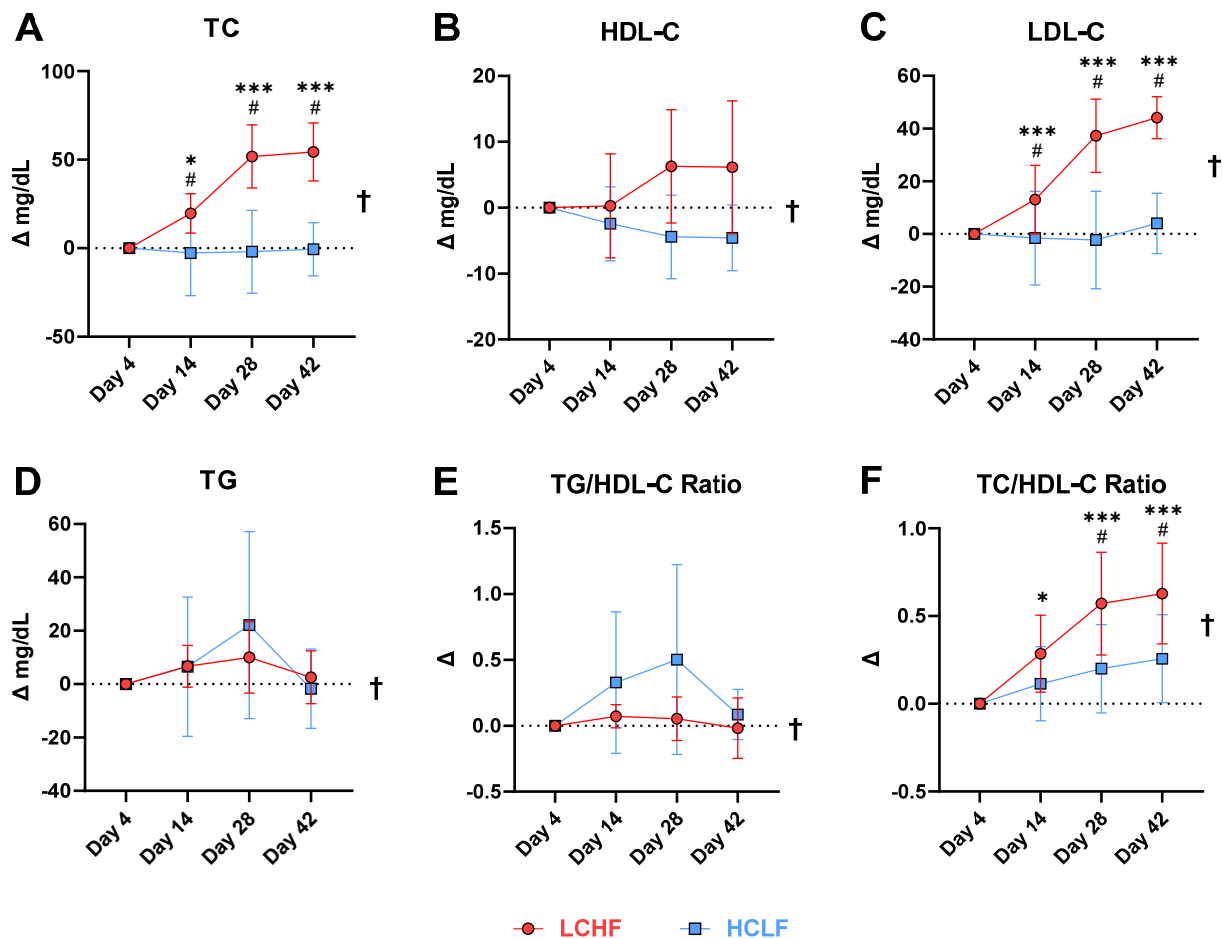 A TC
100
50
0
-50
Δ mg/dL
* # *** # *** #
†
Day 4 Day 14 Day 28 Day 42
B HDL-C
20
10
0
-10
-20
Δ mg/dL
†
Day 4 Day 14 Day 28 Day 42
C LDL-C
60
40
20
0
-20
-40
Δ mg/dL
*** # *** # *** #
†
Day 4 Day 14 Day 28 Day 42
D TG
60
40
20
0
-20
-40
Δ mg/dL
†
Day 4 Day 14 Day 28 Day 42
E TG/HDL-C Ratio
1.5
1.0
0.5
0.0
-0.5
Δ
†
Day 4 Day 14 Day 28 Day 42
F TC/HDL-C Ratio
1.0
0.5
0.0
-0.5
Δ
* *** # *** #
†
Day 4 Day 14 Day 28 Day 42
LCHF HCLF